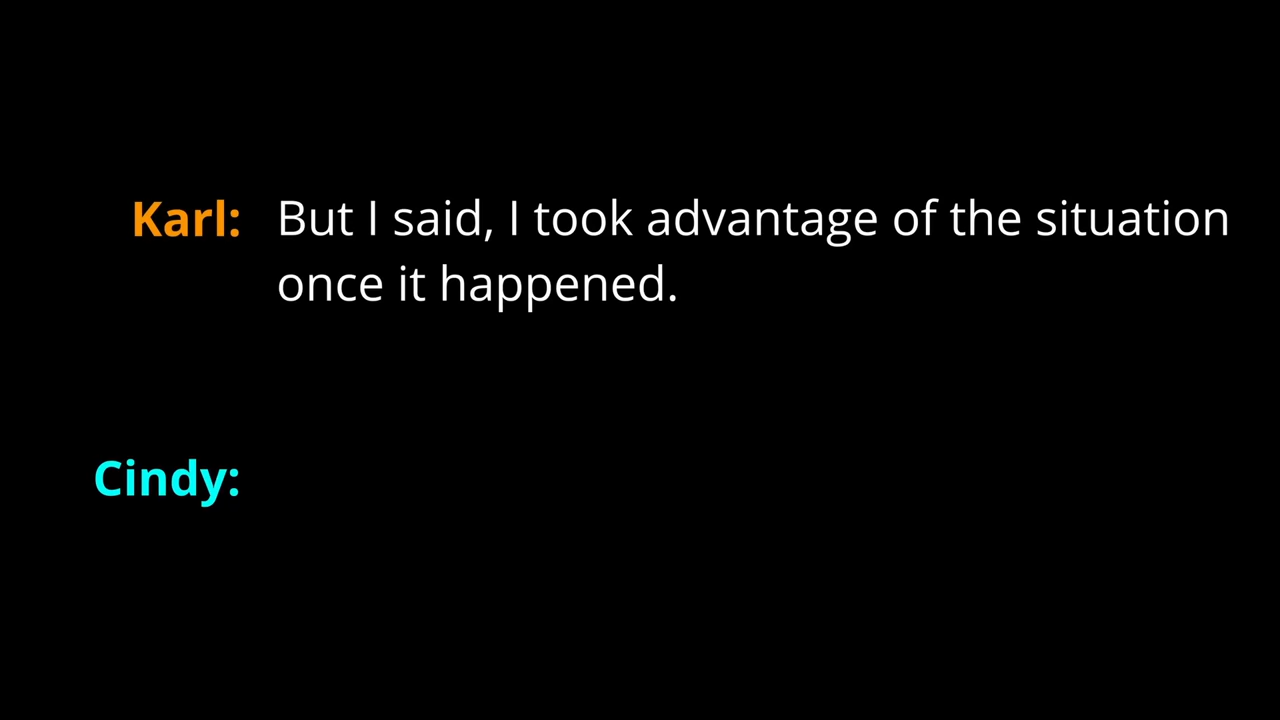 Karl: But I said, I took advantage of the situation
once it happened.
Cindy: